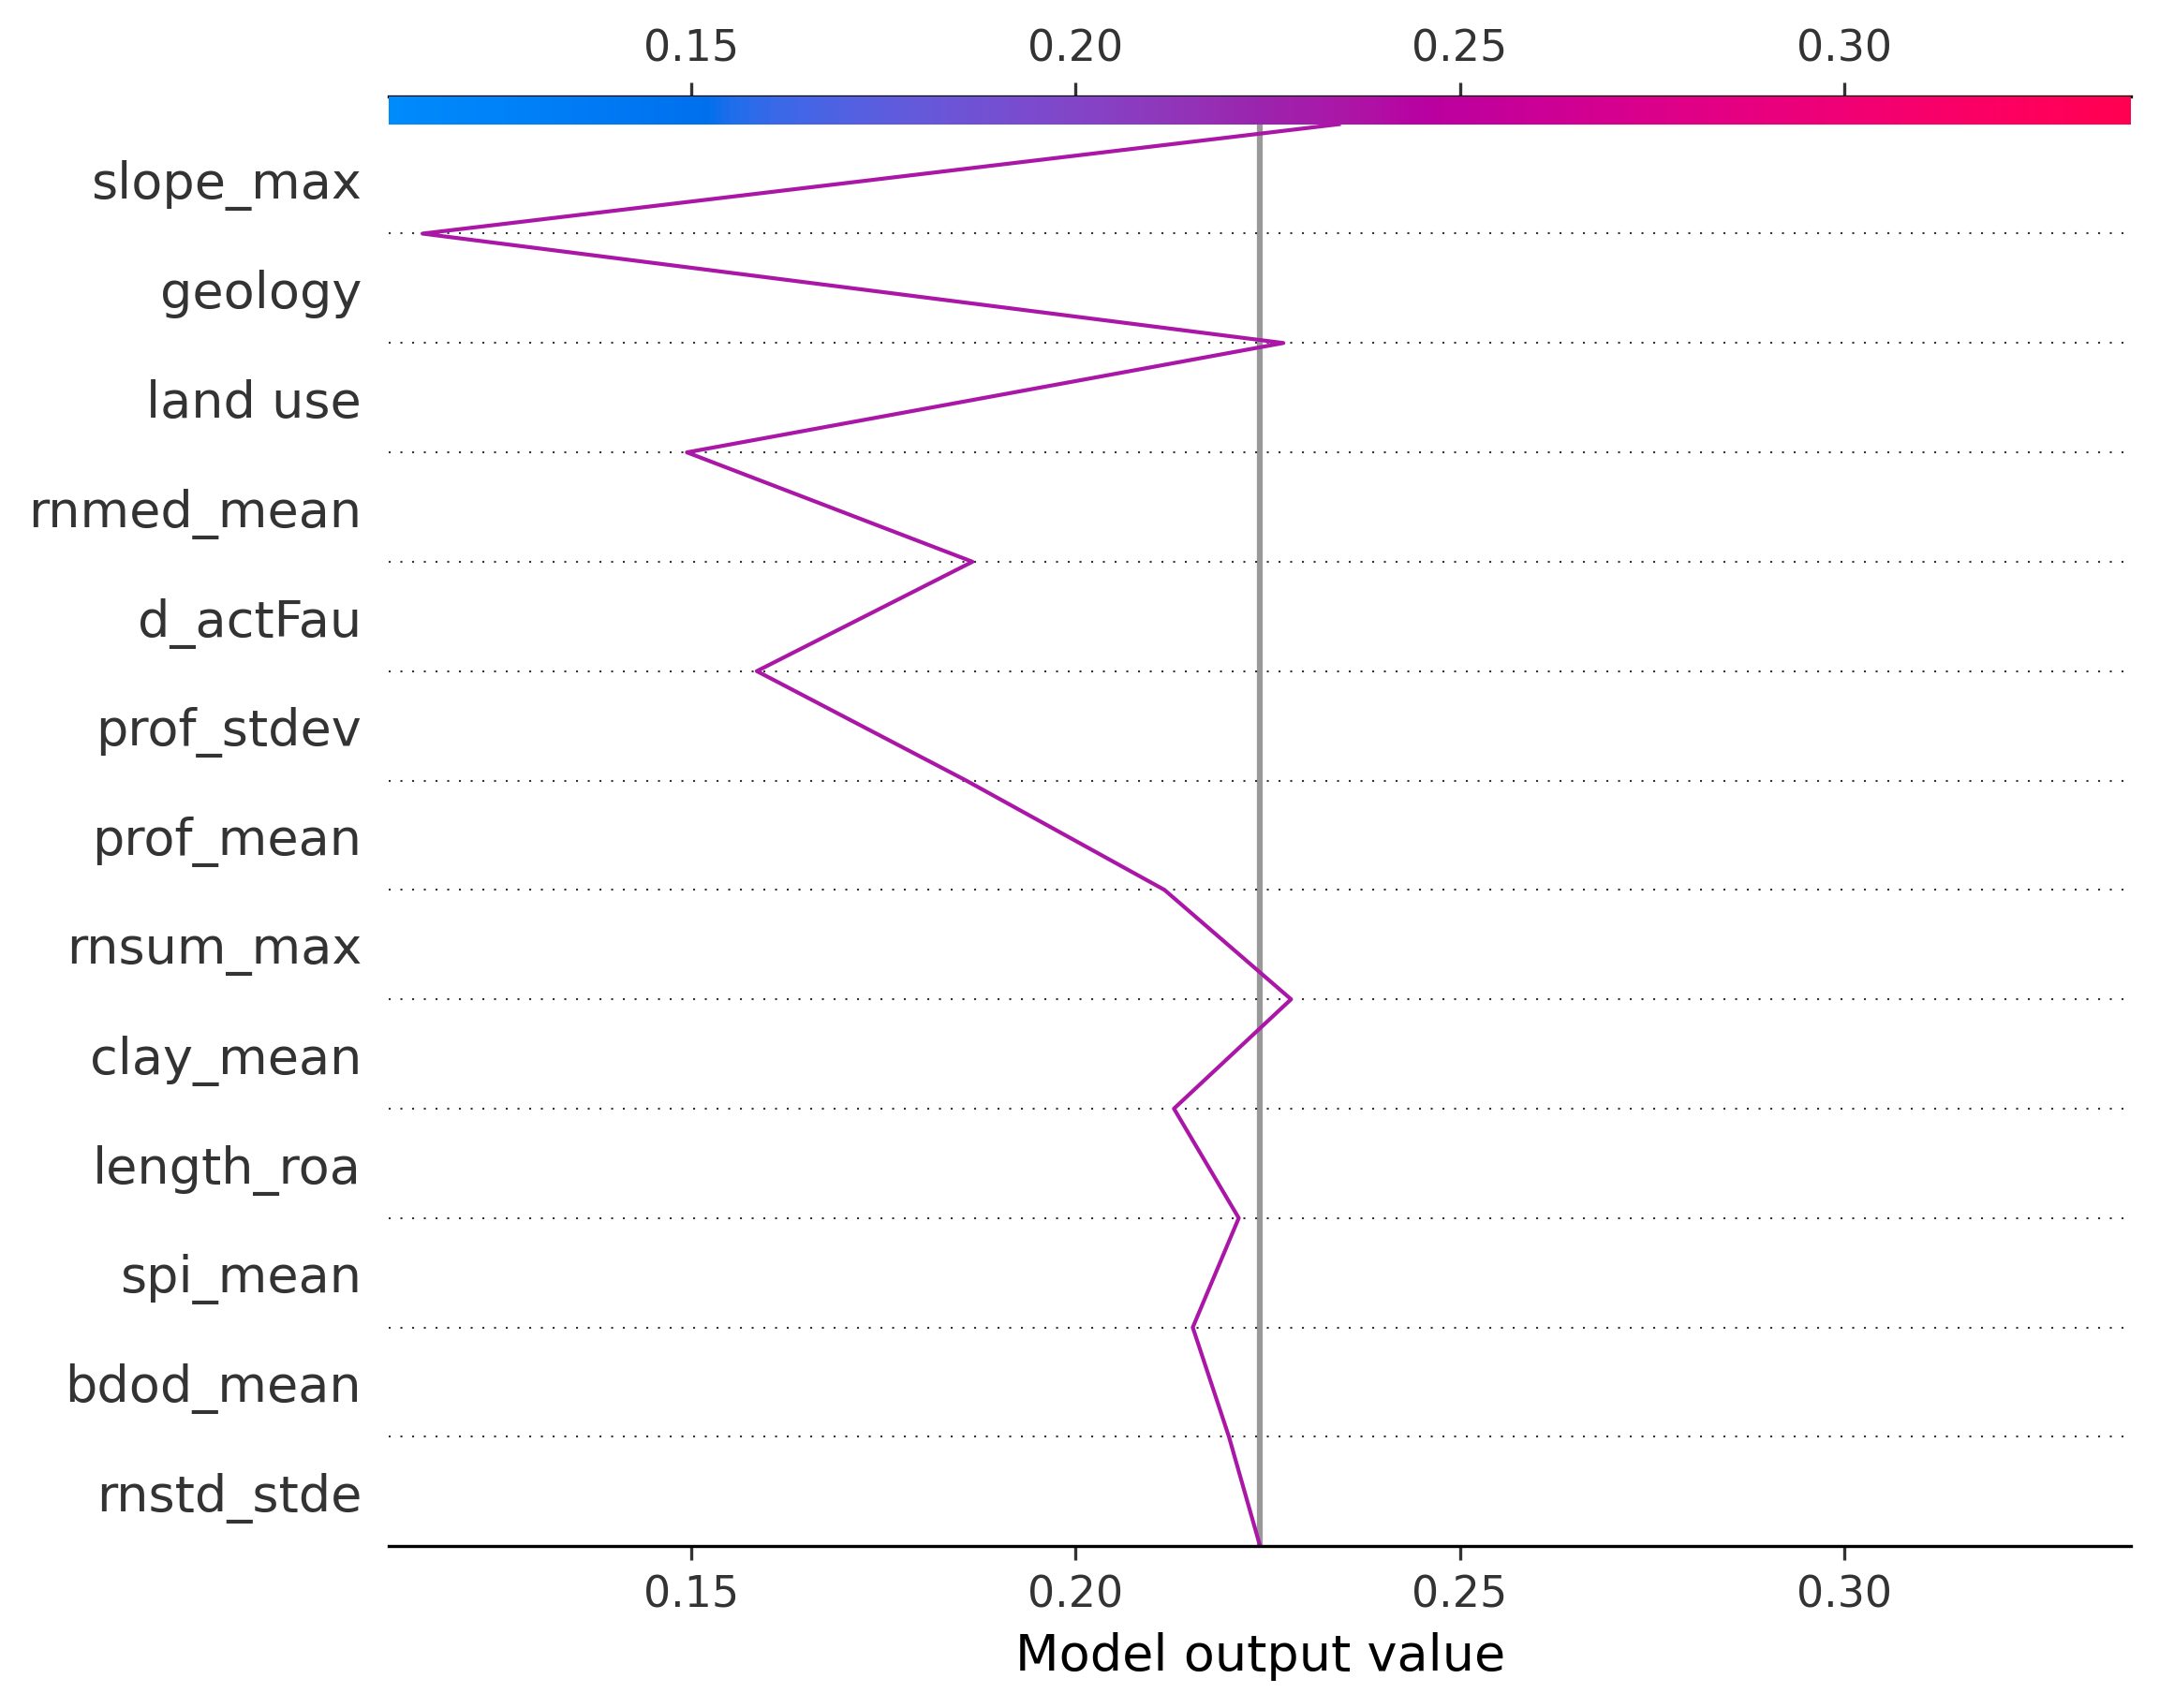 0.15 0.20 0.25 0.30
slope_max
geology
land use
rnmed_mean
d_actFau
prof_stdev
prof_mean
rnsum_max
clay_mean
length_roa
spi_mean
bdod_mean
rnstd_stde
0.15 0.20 0.25 0.30
Model output value